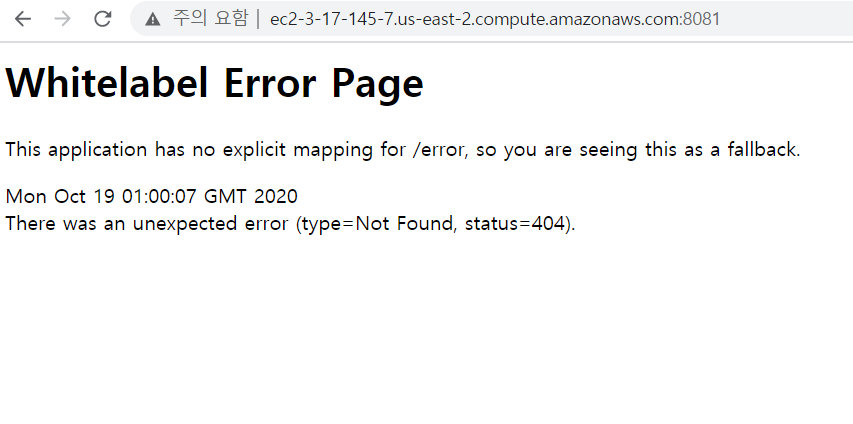 주의 요함 | ec2-3-17-145-7.us-east-2.compute.amazonaws.com:8081
Whitelabel Error Page
This application has no explicit mapping for /error, so you are seeing this as a fallback.
Mon Oct 19 01:00:07 GMT 2020
There was an unexpected error (type=Not Found, status=404).